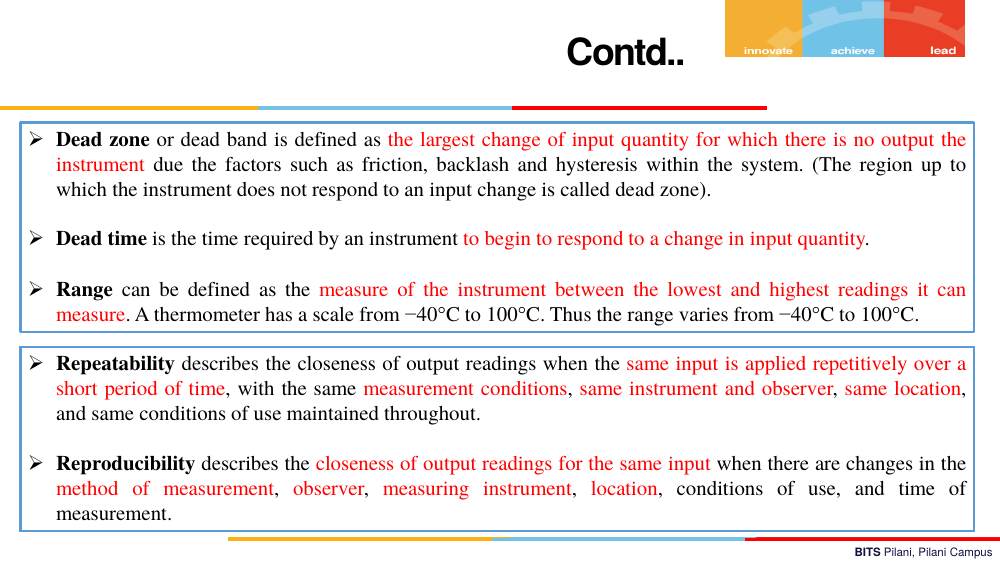 Contd..
innovate achieve lead
➢ Dead zone or dead band is defined as the largest change of input quantity for which there is no output the
instrument due the factors such as friction, backlash and hysteresis within the system. (The region up to
which the instrument does not respond to an input change is called dead zone).
➢ Dead time is the time required by an instrument to begin to respond to a change in input quantity.
➢ Range can be defined as the measure of the instrument between the lowest and highest readings it can
measure. A thermometer has a scale from −40°C to 100°C. Thus the range varies from −40°C to 100°C.
➢ Repeatability describes the closeness of output readings when the same input is applied repetitively over a
short period of time, with the same measurement conditions, same instrument and observer, same location,
and same conditions of use maintained throughout.
➢ Reproducibility describes the closeness of output readings for the same input when there are changes in the
method of measurement, observer, measuring instrument, location, conditions of use, and time of
measurement.
BITS Pilani, Pilani Campus